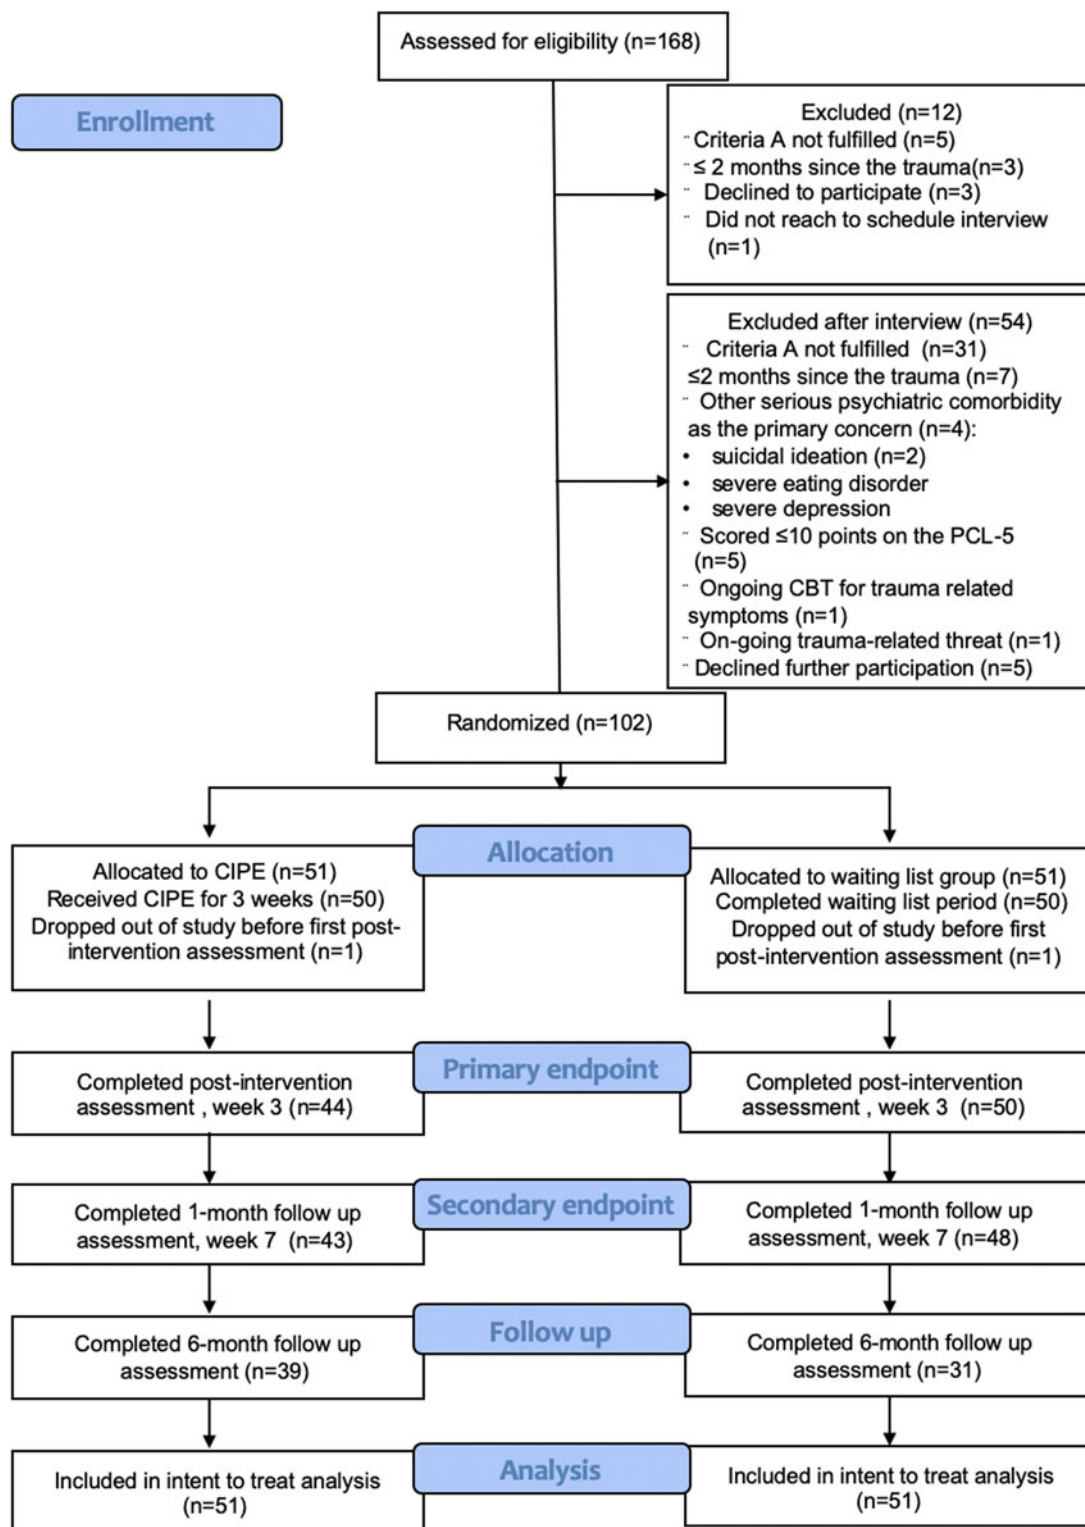 Assessed for eligibility (n=168)
Enrollment
Excluded (n=12)
¨ Criteria A not fulfilled (n=5)
¨ ≤ 2 months since the trauma(n=3)
¨ Declined to participate (n=3)
¨ Did not reach to schedule interview
(n=1)
Excluded after interview (n=54)
¨ Criteria A not fulfilled (n=31)
≤2 months since the trauma (n=7)
¨ Other serious psychiatric comorbidity
as the primary concern (n=4):
• suicidal ideation (n=2)
• severe eating disorder
• severe depression
¨ Scored ≤10 points on the PCL-5
(n=5)
¨ Ongoing CBT for trauma related
symptoms (n=1)
¨ On-going trauma-related threat (n=1)
¨ Declined further participation (n=5)
Randomized (n=102)
Allocation
Allocated to CIPE (n=51)
Received CIPE for 3 weeks (n=50)
Dropped out of study before first post-
intervention assessment (n=1)
Allocated to waiting list group (n=51)
Completed waiting list period (n=50)
Dropped out of study before first
post-intervention assessment (n=1)
Primary endpoint
Completed post-intervention
assessment , week 3 (n=44)
Completed post-intervention
assessment , week 3 (n=50)
Secondary endpoint
Completed 1-month follow up
assessment, week 7 (n=43)
Completed 1-month follow up
assessment, week 7 (n=48)
Follow up
Completed 6-month follow up
assessment (n=39)
Completed 6-month follow up
assessment (n=31)
Analysis
Included in intent to treat analysis
(n=51)
Included in intent to treat analysis
(n=51)